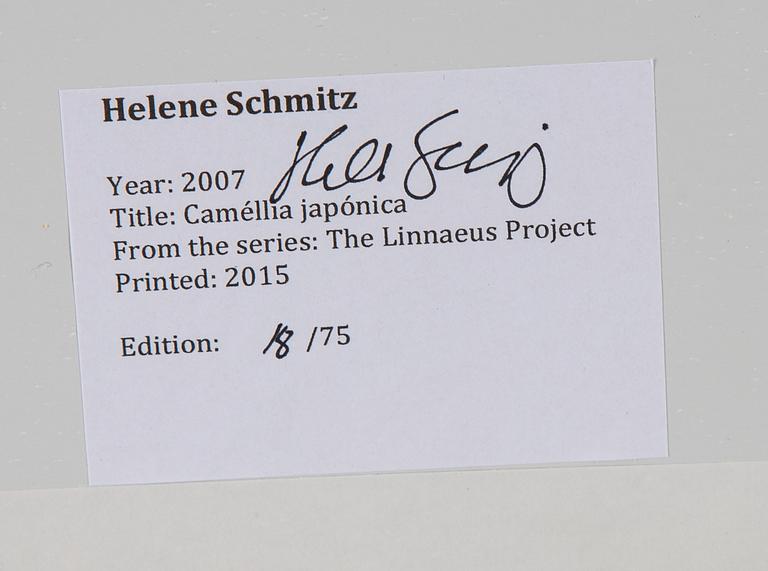 Helene Schmitz
Year: 2007
Title: Caméllia japónica
From the series: The Linnaeus Project
Printed: 2015
Edition: 18 /75